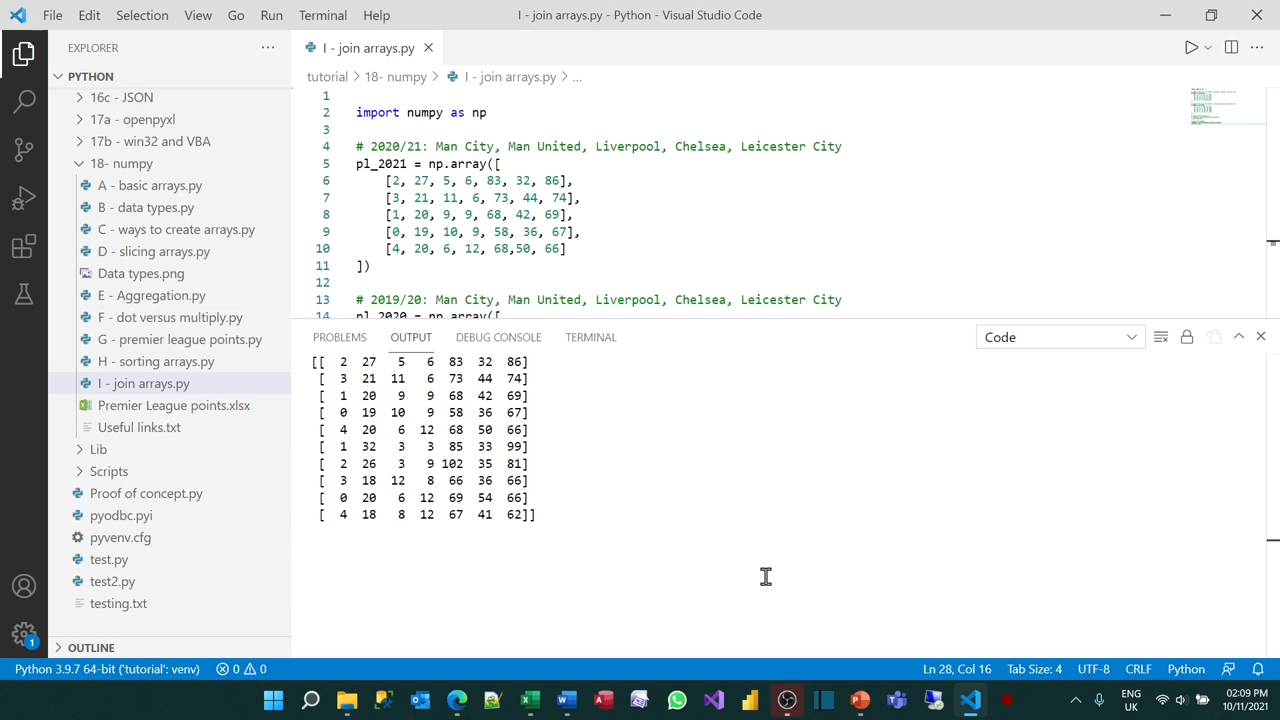 File Edit Selection View Go Run Terminal Help
I - join arrays.py - Python - Visual Studio Code
EXPLORER
PYTHON
16c - JSON
17a - openpyxl
17b - win32 and VBA
18- numpy
A - basic arrays.py
B - data types.py
C - ways to create arrays.py
D - slicing arrays.py
Data types.png
E - Aggregation.py
F - dot versus multiply.py
G - premier league points.py
H - sorting arrays.py
I - join arrays.py
Premier League points.xlsx
Useful links.txt
Lib
Scripts
Proof of concept.py
pyodbc.pyi
pyvenv.cfg
test.py
test2.py
testing.txt
OUTLINE
I - join arrays.py
tutorial > 18- numpy > I - join arrays.py > ...
1
2 import numpy as np
3
4 # 2020/21: Man City, Man United, Liverpool, Chelsea, Leicester City
5 pl_2021 = np.array([
6 [2, 27, 5, 6, 83, 32, 86],
7 [3, 21, 11, 6, 73, 44, 74],
8 [1, 20, 9, 9, 68, 42, 69],
9 [0, 19, 10, 9, 58, 36, 67],
10 [4, 20, 6, 12, 68,50, 66]
11 ])
12
13 # 2019/20: Man City, Man United, Liverpool, Chelsea, Leicester City
14 pl_2020 = np.array([
PROBLEMS OUTPUT DEBUG CONSOLE TERMINAL
Code
[[ 2 27 5 6 83 32 86]
[ 3 21 11 6 73 44 74]
[ 1 20 9 9 68 42 69]
[ 0 19 10 9 58 36 67]
[ 4 20 6 12 68 50 66]
[ 1 32 3 3 85 33 99]
[ 2 26 3 9 102 35 81]
[ 3 18 12 8 66 36 66]
[ 0 20 6 12 69 54 66]
[ 4 18 8 12 67 41 62]]
1
Python 3.9.7 64-bit ('tutorial': venv) 0 0
Ln 28, Col 16 Tab Size: 4 UTF-8 CRLF Python
ENG
UK
02:09 PM
10/11/2021